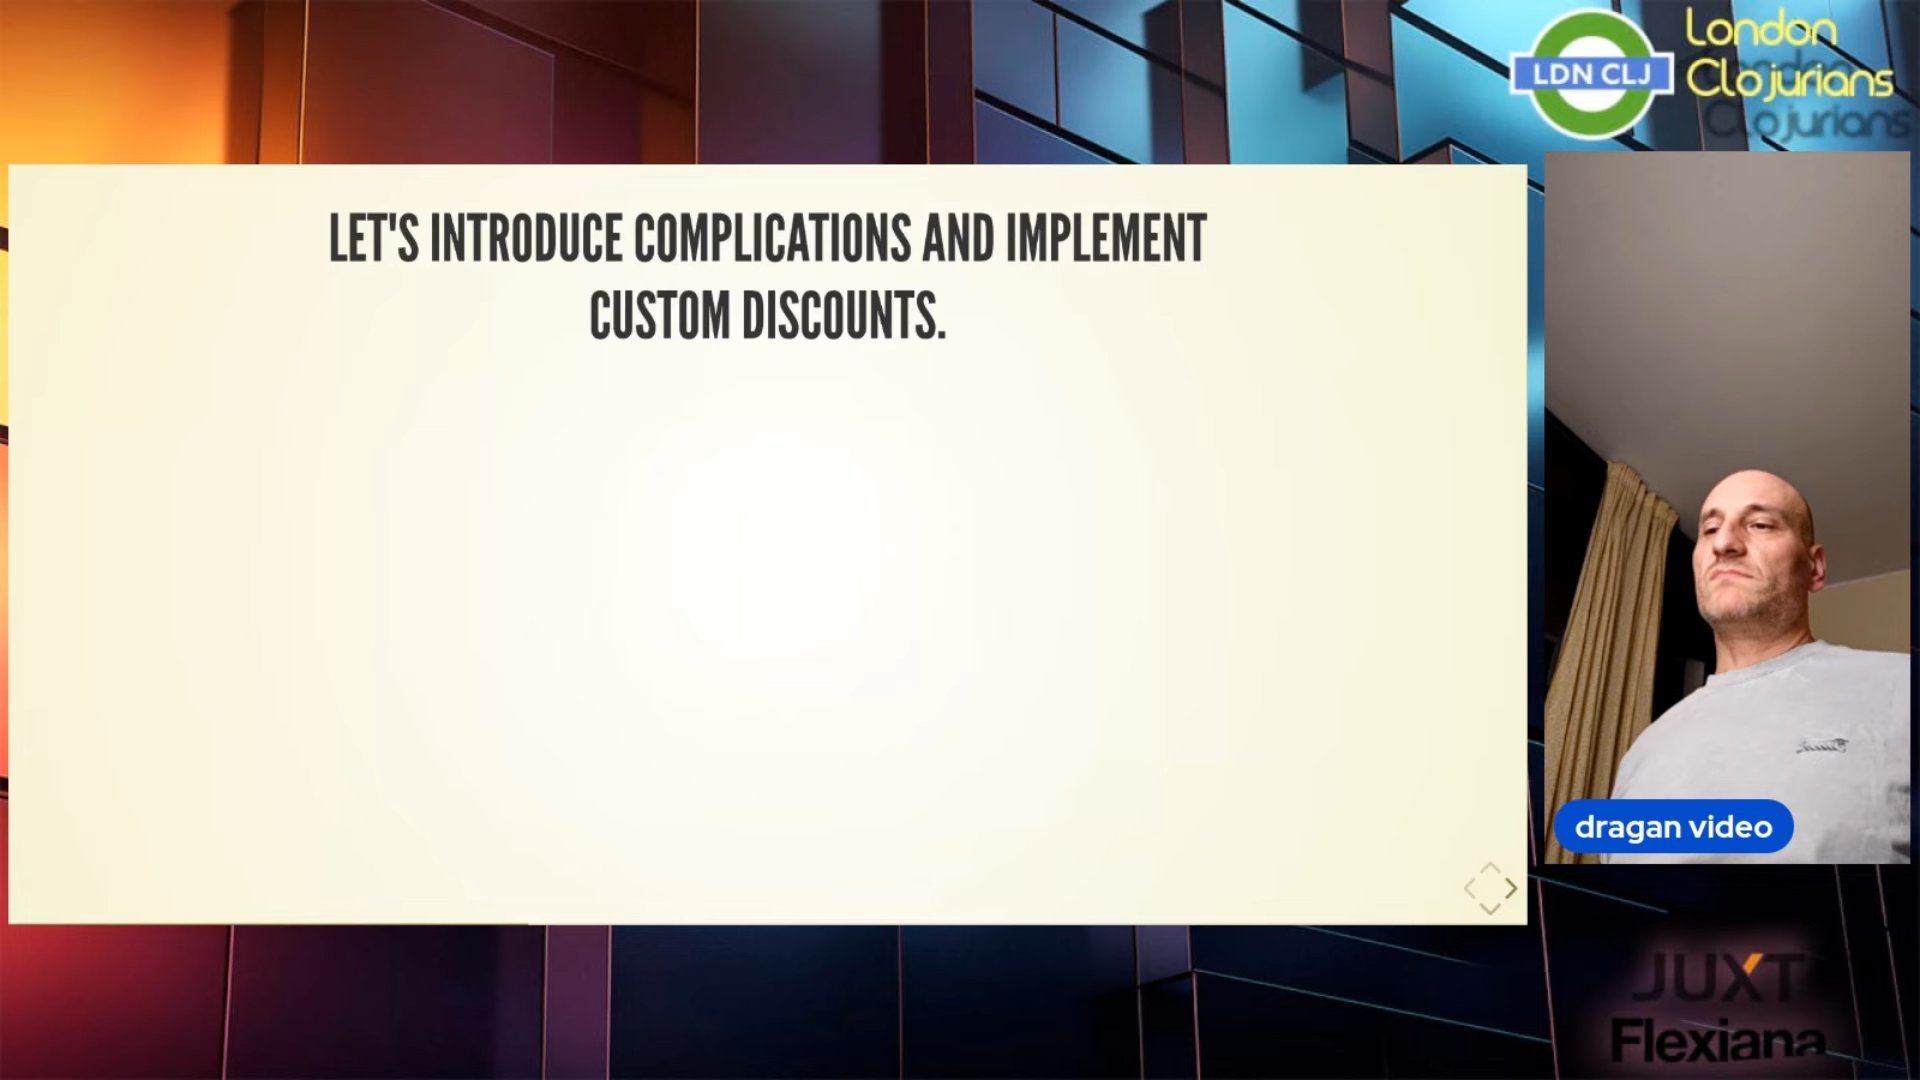 London
Clojurians
LDN CLJ
LET'S INTRODUCE COMPLICATIONS AND IMPLEMENT
CUSTOM DISCOUNTS.
dragan video
JUXT
Flexiana